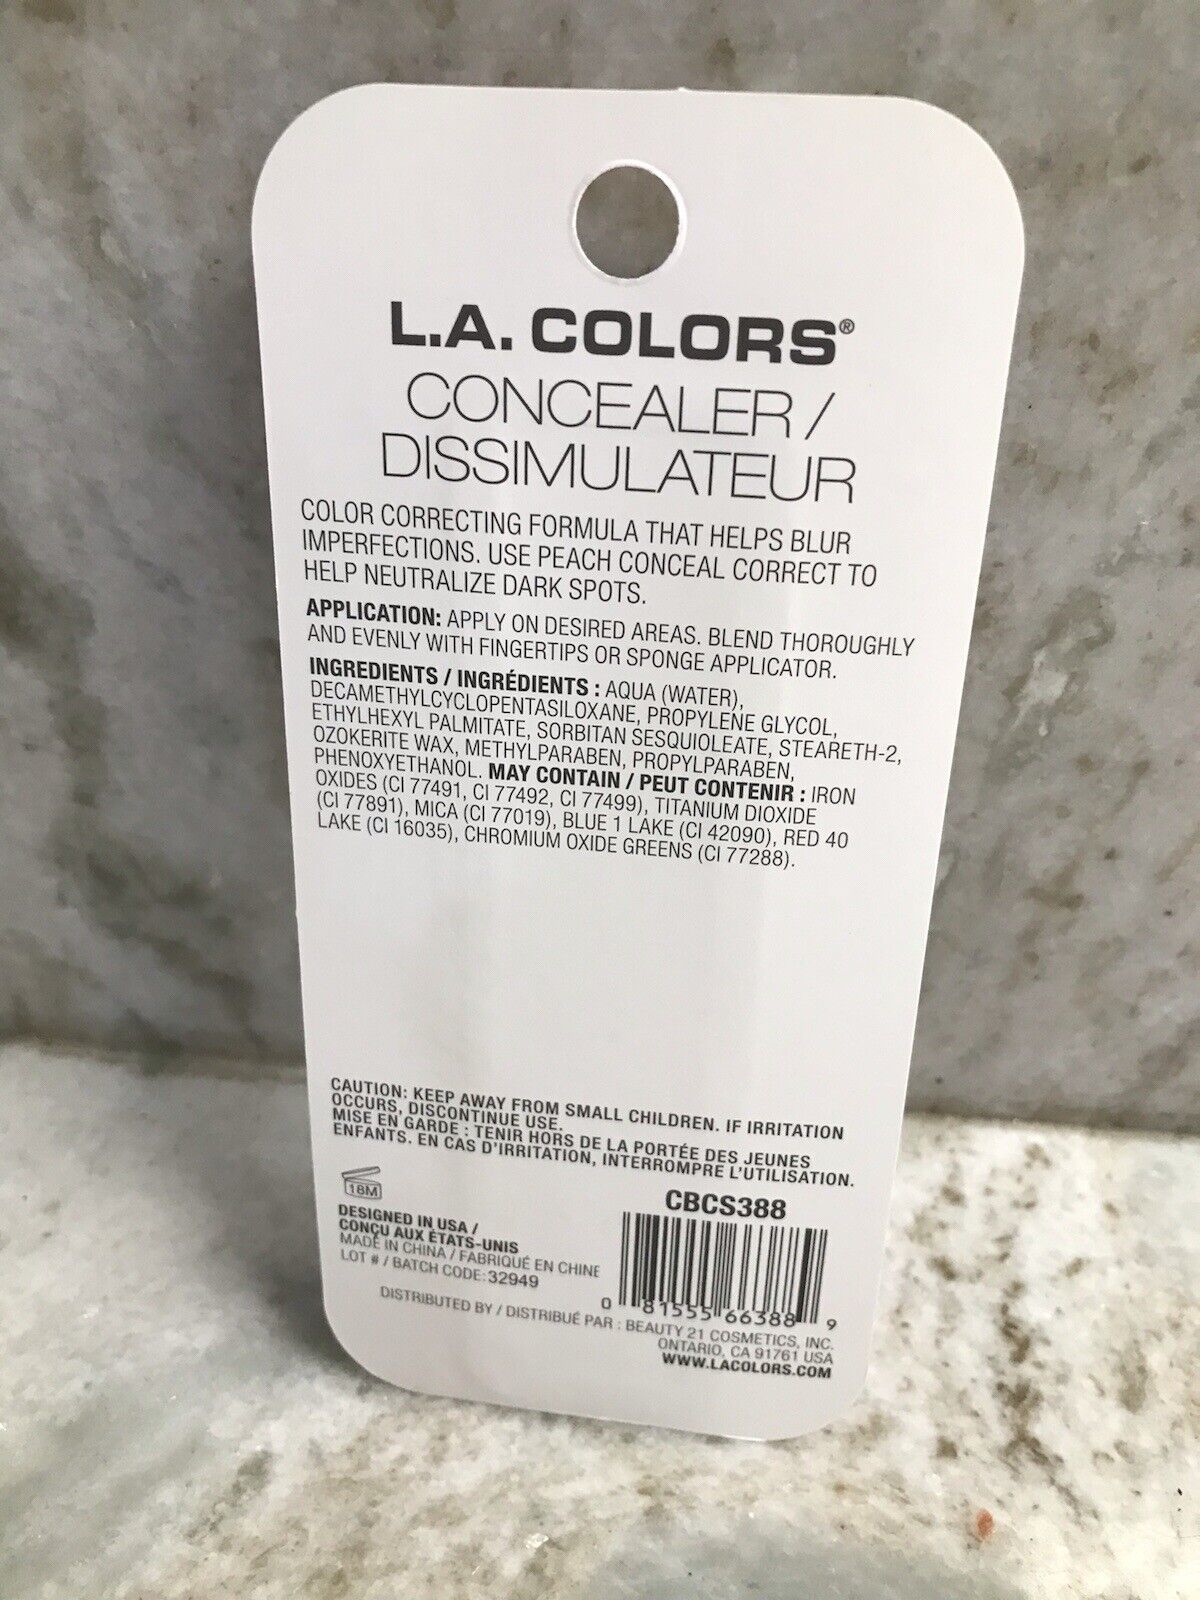 L.A. COLORS®
CONCEALER /
DISSIMULATEUR
COLOR CORRECTING FORMULA THAT HELPS BLUR
IMPERFECTIONS. USE PEACH CONCEAL CORRECT TO
HELP NEUTRALIZE DARK SPOTS.
APPLICATION: APPLY ON DESIRED AREAS. BLEND THOROUGHLY
AND EVENLY WITH FINGERTIPS OR SPONGE APPLICATOR.
INGREDIENTS / INGRÉDIENTS : AQUA (WATER),
DECAMETHYLCYCLOPENTASILOXANE, PROPYLENE GLYCOL,
ETHYLHEXYL PALMITATE, SORBITAN SESQUIOLEATE, STEARETH-2,
OZOKERITE WAX, METHYLPARABEN, PROPYLPARABEN,
PHENOXYETHANOL. MAY CONTAIN / PEUT CONTENIR : IRON
OXIDES (CI 77491, CI 77492, CI 77499), TITANIUM DIOXIDE
(CI 77891), MICA (CI 77019), BLUE 1 LAKE (CI 42090), RED 40
LAKE (CI 16035), CHROMIUM OXIDE GREENS (CI 77288).
CAUTION: KEEP AWAY FROM SMALL CHILDREN. IF IRRITATION
OCCURS, DISCONTINUE USE.
MISE EN GARDE : TENIR HORS DE LA PORTÉE DES JEUNES
ENFANTS. EN CAS D'IRRITATION, INTERROMPRE L'UTILISATION.
18M
CBCS388
DESIGNED IN USA /
CONÇU AUX ÉTATS-UNIS
MADE IN CHINA / FABRIQUÉ EN CHINE
LOT # / BATCH CODE: 32949
0 81555 66388 9
DISTRIBUTED BY / DISTRIBUÉ PAR : BEAUTY 21 COSMETICS, INC.
ONTARIO, CA 91761 USA
WWW.LACOLORS.COM